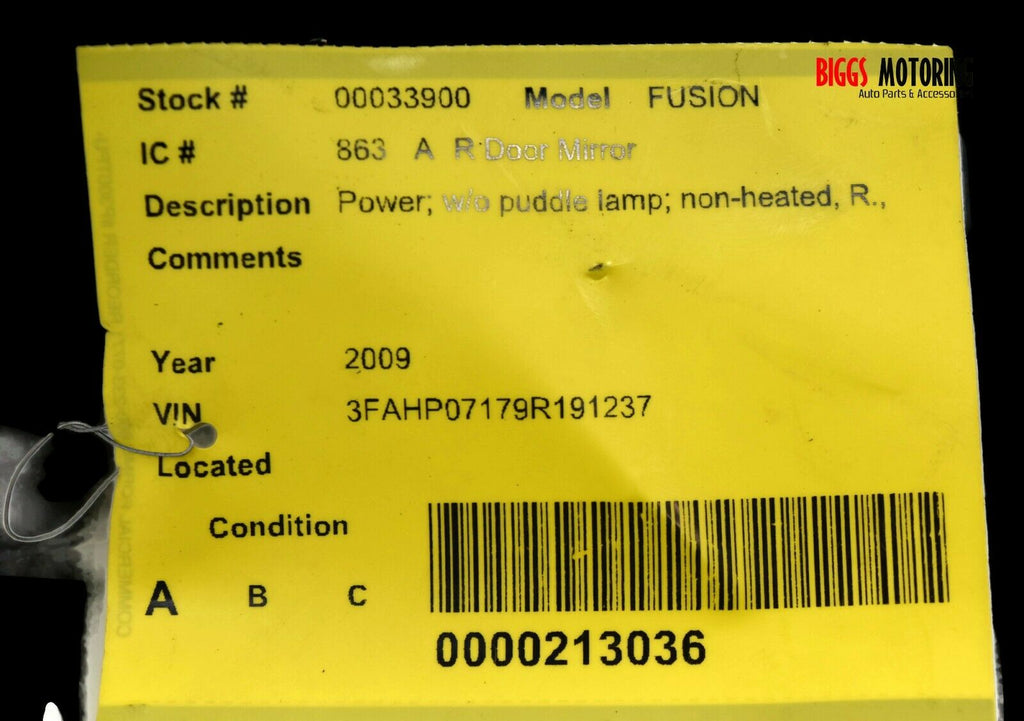 BIGGS MOTORING
Auto Parts & Accesso
Stock # 00033900 Model FUSION
IC # 863 A R Door Mirror
Description Power; w/o puddle lamp; non-heated, R.,
Comments
Year 2009
VIN 3FAHP07179R191237
Located
Condition
A B C
0000213036